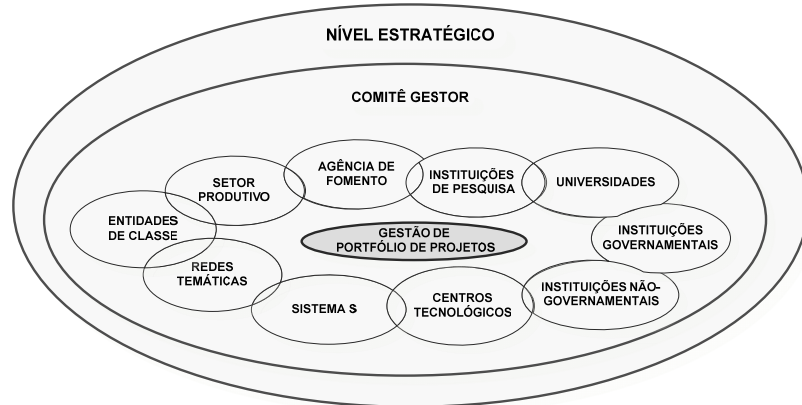 NÍVEL ESTRATÉGICO
COMITÊ GESTOR
AGÊNCIA DE
FOMENTO
INSTITUIÇÕES
DE PESQUISA
UNIVERSIDADES
SETOR
PRODUTIVO
ENTIDADES
DE CLASSE
INSTITUIÇÕES
GOVERNAMENTAIS
GESTÃO DE
PORTFÓLIO DE PROJETOS
REDES
TEMÁTICAS
SISTEMA S
CENTROS
TECNOLÓGICOS
INSTITUIÇÕES NÃO-
GOVERNAMENTAIS